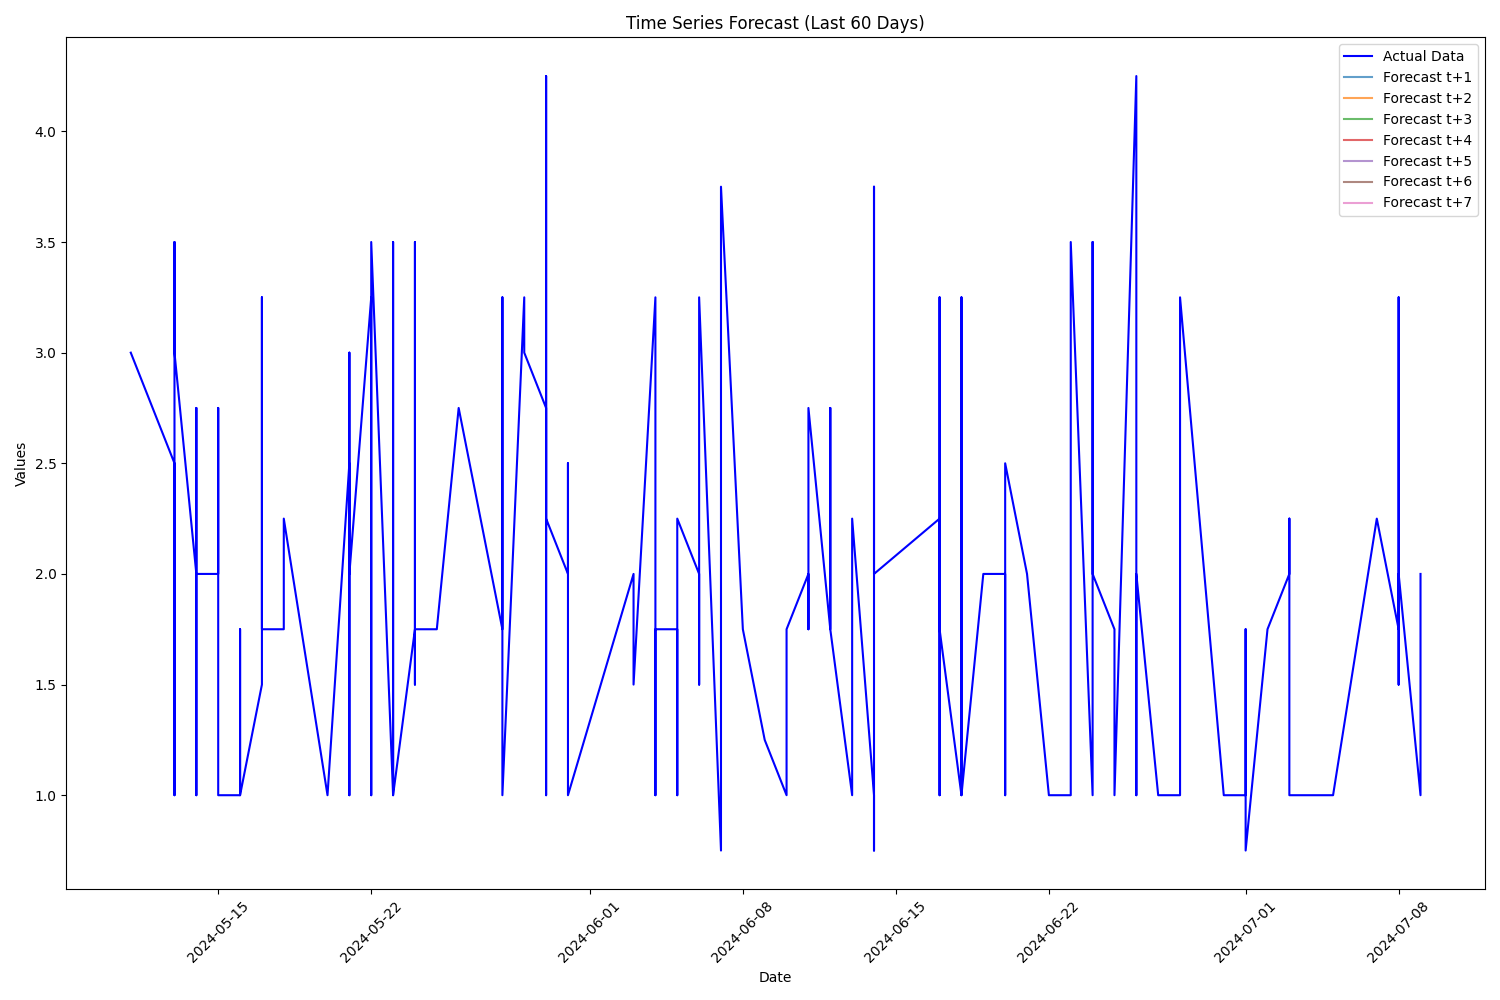 Time Series Forecast (Last 60 Days)
Actual Data
Forecast t+1
Forecast t+2
Forecast t+3
Forecast t+4
Forecast t+5
Forecast t+6
Forecast t+7
Values
4.0
3.5
3.0
2.5
2.0
1.5
1.0
2024-05-15
2024-05-22
2024-06-01
2024-06-08
2024-06-15
2024-06-22
2024-07-01
2024-07-08
Date